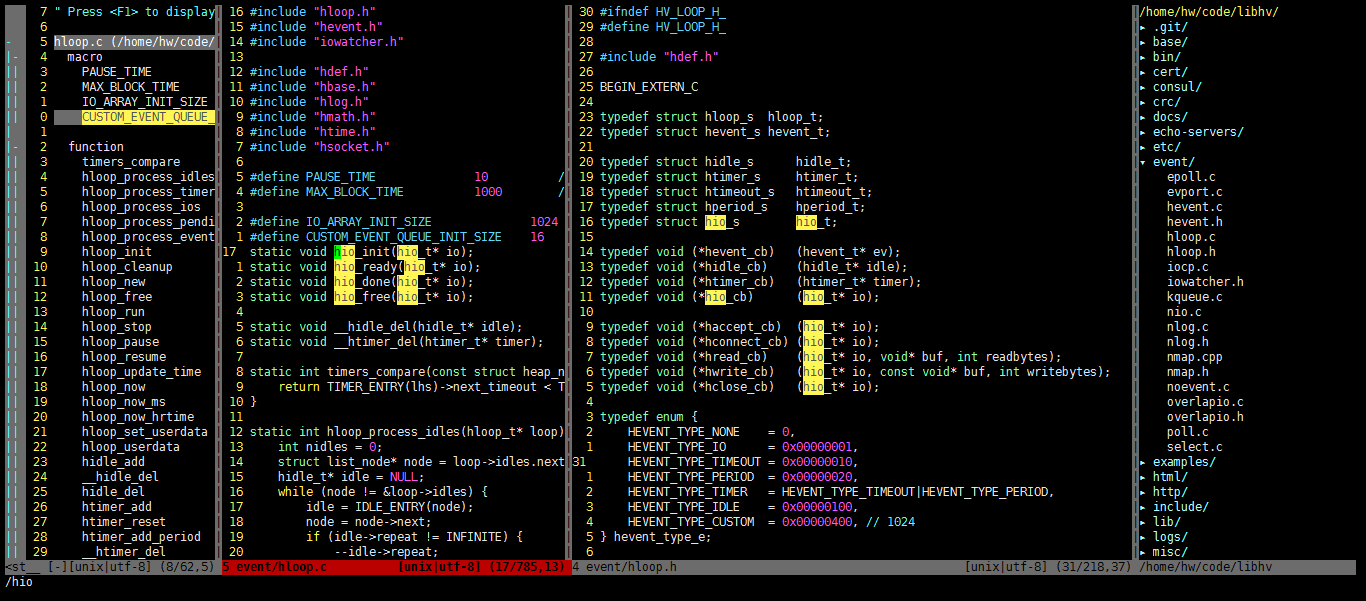 7 " Press <F1> to display
6
5 hloop.c (/home/hw/code/
4 macro
3 PAUSE_TIME
2 MAX_BLOCK_TIME
1 IO_ARRAY_INIT_SIZE
0 CUSTOM_EVENT_QUEUE_
1
2 function
3 timers_compare
4 hloop_process_idles
5 hloop_process_timer
6 hloop_process_ios
7 hloop_process_pendi
8 hloop_process_event
9 hloop_init
10 hloop_cleanup
11 hloop_new
12 hloop_free
13 hloop_run
14 hloop_stop
15 hloop_pause
16 hloop_resume
17 hloop_update_time
18 hloop_now
19 hloop_now_ms
20 hloop_now_hrtime
21 hloop_set_userdata
22 hloop_userdata
23 hidle_add
24 __hidle_del
25 hidle_del
26 htimer_add
27 htimer_reset
28 htimer_add_period
29 __htimer_del
<st__ [-][unix|utf-8] (8/62,5)
16 #include "hloop.h"
15 #include "hevent.h"
14 #include "iowatcher.h"
13
12 #include "hdef.h"
11 #include "hbase.h"
10 #include "hlog.h"
9 #include "hmath.h"
8 #include "htime.h"
7 #include "hsocket.h"
6
5 #define PAUSE_TIME 10 /
4 #define MAX_BLOCK_TIME 1000 /
3
2 #define IO_ARRAY_INIT_SIZE 1024
1 #define CUSTOM_EVENT_QUEUE_INIT_SIZE 16
17 static void hio_init(hio_t* io);
1 static void hio_ready(hio_t* io);
2 static void hio_done(hio_t* io);
3 static void hio_free(hio_t* io);
4
5 static void __hidle_del(hidle_t* idle);
6 static void __htimer_del(htimer_t* timer);
7
8 static int timers_compare(const struct heap_n
9 return TIMER_ENTRY(lhs)->next_timeout < T
10 }
11
12 static int hloop_process_idles(hloop_t* loop)
13 int nidles = 0;
14 struct list_node* node = loop->idles.next
15 hidle_t* idle = NULL;
16 while (node != &loop->idles) {
17 idle = IDLE_ENTRY(node);
18 node = node->next;
19 if (idle->repeat != INFINITE) {
20 --idle->repeat;
5 event/hloop.c [unix|utf-8] (17/785,13)
30 #ifndef HV_LOOP_H_
29 #define HV_LOOP_H_
28
27 #include "hdef.h"
26
25 BEGIN_EXTERN_C
24
23 typedef struct hloop_s hloop_t;
22 typedef struct hevent_s hevent_t;
21
20 typedef struct hidle_s hidle_t;
19 typedef struct htimer_s htimer_t;
18 typedef struct htimeout_s htimeout_t;
17 typedef struct hperiod_s hperiod_t;
16 typedef struct hio_s hio_t;
15
14 typedef void (*hevent_cb) (hevent_t* ev);
13 typedef void (*hidle_cb) (hidle_t* idle);
12 typedef void (*htimer_cb) (htimer_t* timer);
11 typedef void (*hio_cb) (hio_t* io);
10
9 typedef void (*haccept_cb) (hio_t* io);
8 typedef void (*hconnect_cb) (hio_t* io);
7 typedef void (*hread_cb) (hio_t* io, void* buf, int readbytes);
6 typedef void (*hwrite_cb) (hio_t* io, const void* buf, int writebytes);
5 typedef void (*hclose_cb) (hio_t* io);
4
3 typedef enum {
2 HEVENT_TYPE_NONE = 0,
1 HEVENT_TYPE_IO = 0x00000001,
31 HEVENT_TYPE_TIMEOUT = 0x00000010,
1 HEVENT_TYPE_PERIOD = 0x00000020,
2 HEVENT_TYPE_TIMER = HEVENT_TYPE_TIMEOUT|HEVENT_TYPE_PERIOD,
3 HEVENT_TYPE_IDLE = 0x00000100,
4 HEVENT_TYPE_CUSTOM = 0x00000400, // 1024
5 } hevent_type_e;
6
4 event/hloop.h [unix|utf-8] (31/218,37)
/home/hw/code/libhv/
▸ .git/
▸ base/
▸ bin/
▸ cert/
▸ consul/
▸ crc/
▸ docs/
▸ echo-servers/
▸ etc/
▾ event/
epoll.c
evport.c
hevent.c
hevent.h
hloop.c
hloop.h
iocp.c
iowatcher.h
kqueue.c
nio.c
nlog.c
nlog.h
nmap.cpp
nmap.h
noevent.c
overlapio.c
overlapio.h
poll.c
select.c
▸ examples/
▸ html/
▸ http/
▸ include/
▸ lib/
▸ logs/
▸ misc/
/home/hw/code/libhv
/hio